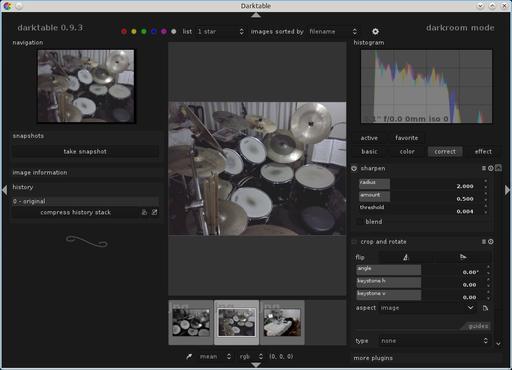 Darktable
darktable 0.9.3
list 1 star images sorted by filename
darkroom mode
navigation
snapshots
take snapshot
image information
history
0 - original
compress history stack
mean rgb (0, 0, 0)
histogram
f/0.0 0mm iso 0
active favorite
basic color correct effect
sharpen
radius 2.000
amount 0.500
threshold 0.004
blend
crop and rotate
flip
angle 0.00°
keystone h 0.00
keystone v 0.00
aspect image
guides
type none
more plugins